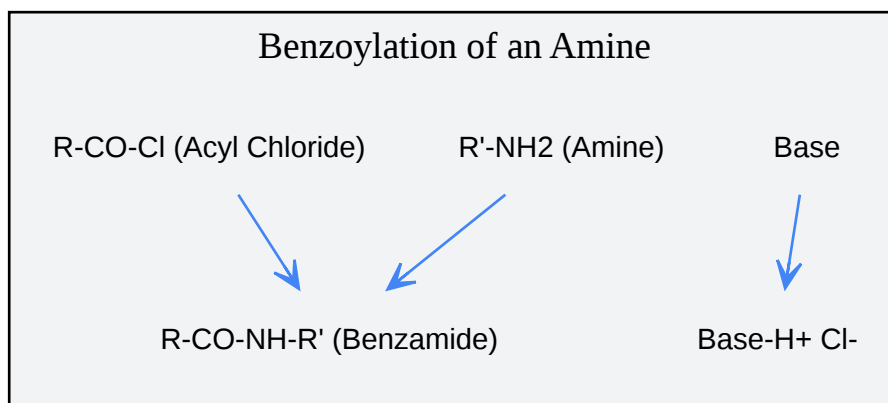 Benzoylation of an Amine
R-CO-Cl (Acyl Chloride) R'-NH2 (Amine) Base
R-CO-NH-R' (Benzamide) Base-H+ Cl-